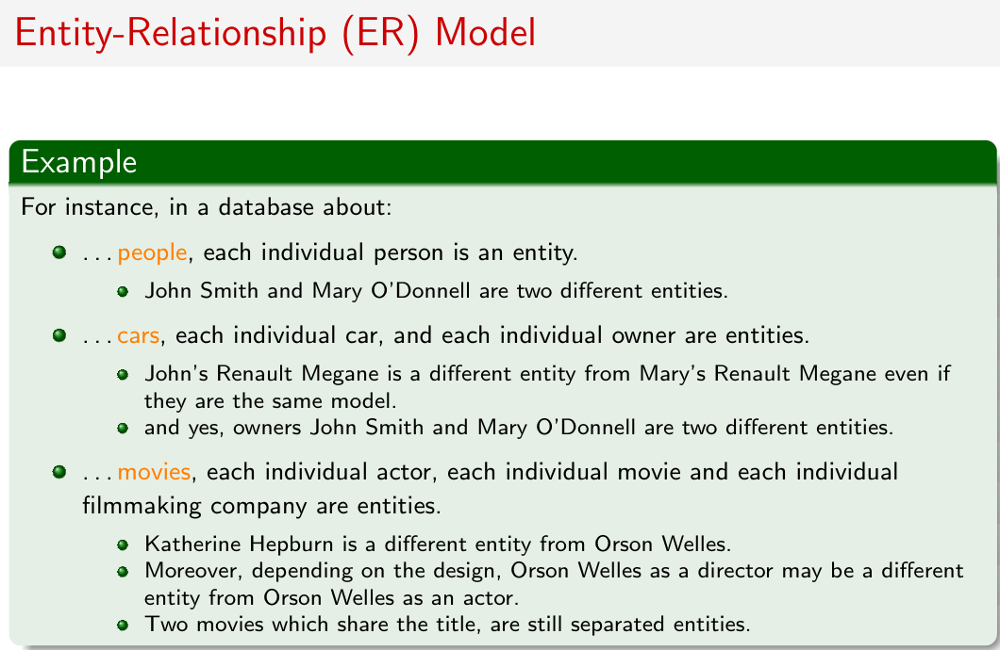 Entity-Relationship (ER) Model
Example
For instance, in a database about:
...people, each individual person is an entity.
John Smith and Mary O'Donnell are two different entities.
...cars, each individual car, and each individual owner are entities.
John's Renault Megane is a different entity from Mary's Renault Megane even if
they are the same model.
and yes, owners John Smith and Mary O'Donnell are two different entities.
...movies, each individual actor, each individual movie and each individual
filmmaking company are entities.
Katherine Hepburn is a different entity from Orson Welles.
Moreover, depending on the design, Orson Welles as a director may be a different
entity from Orson Welles as an actor.
Two movies which share the title, are still separated entities.